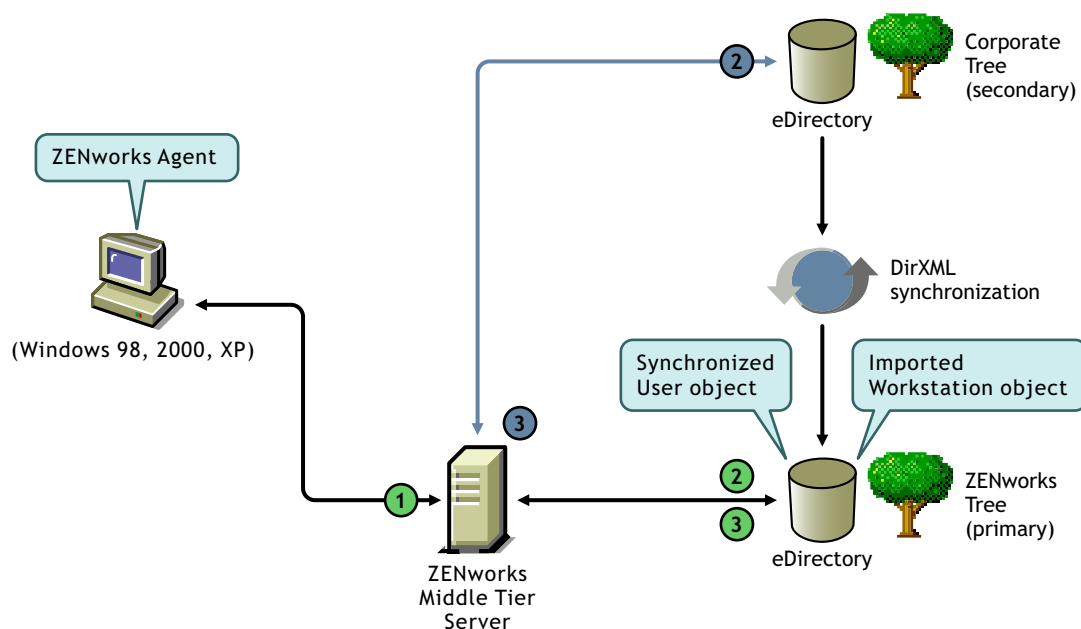 2
Corporate
Tree
(secondary)
eDirectory
ZENworks Agent
DirXML
synchronization
(Windows 98, 2000, XP)
Synchronized
User object
Imported
Workstation object
3
1
2
3
ZENworks
Tree
(primary)
eDirectory
ZENworks
Middle Tier
Server